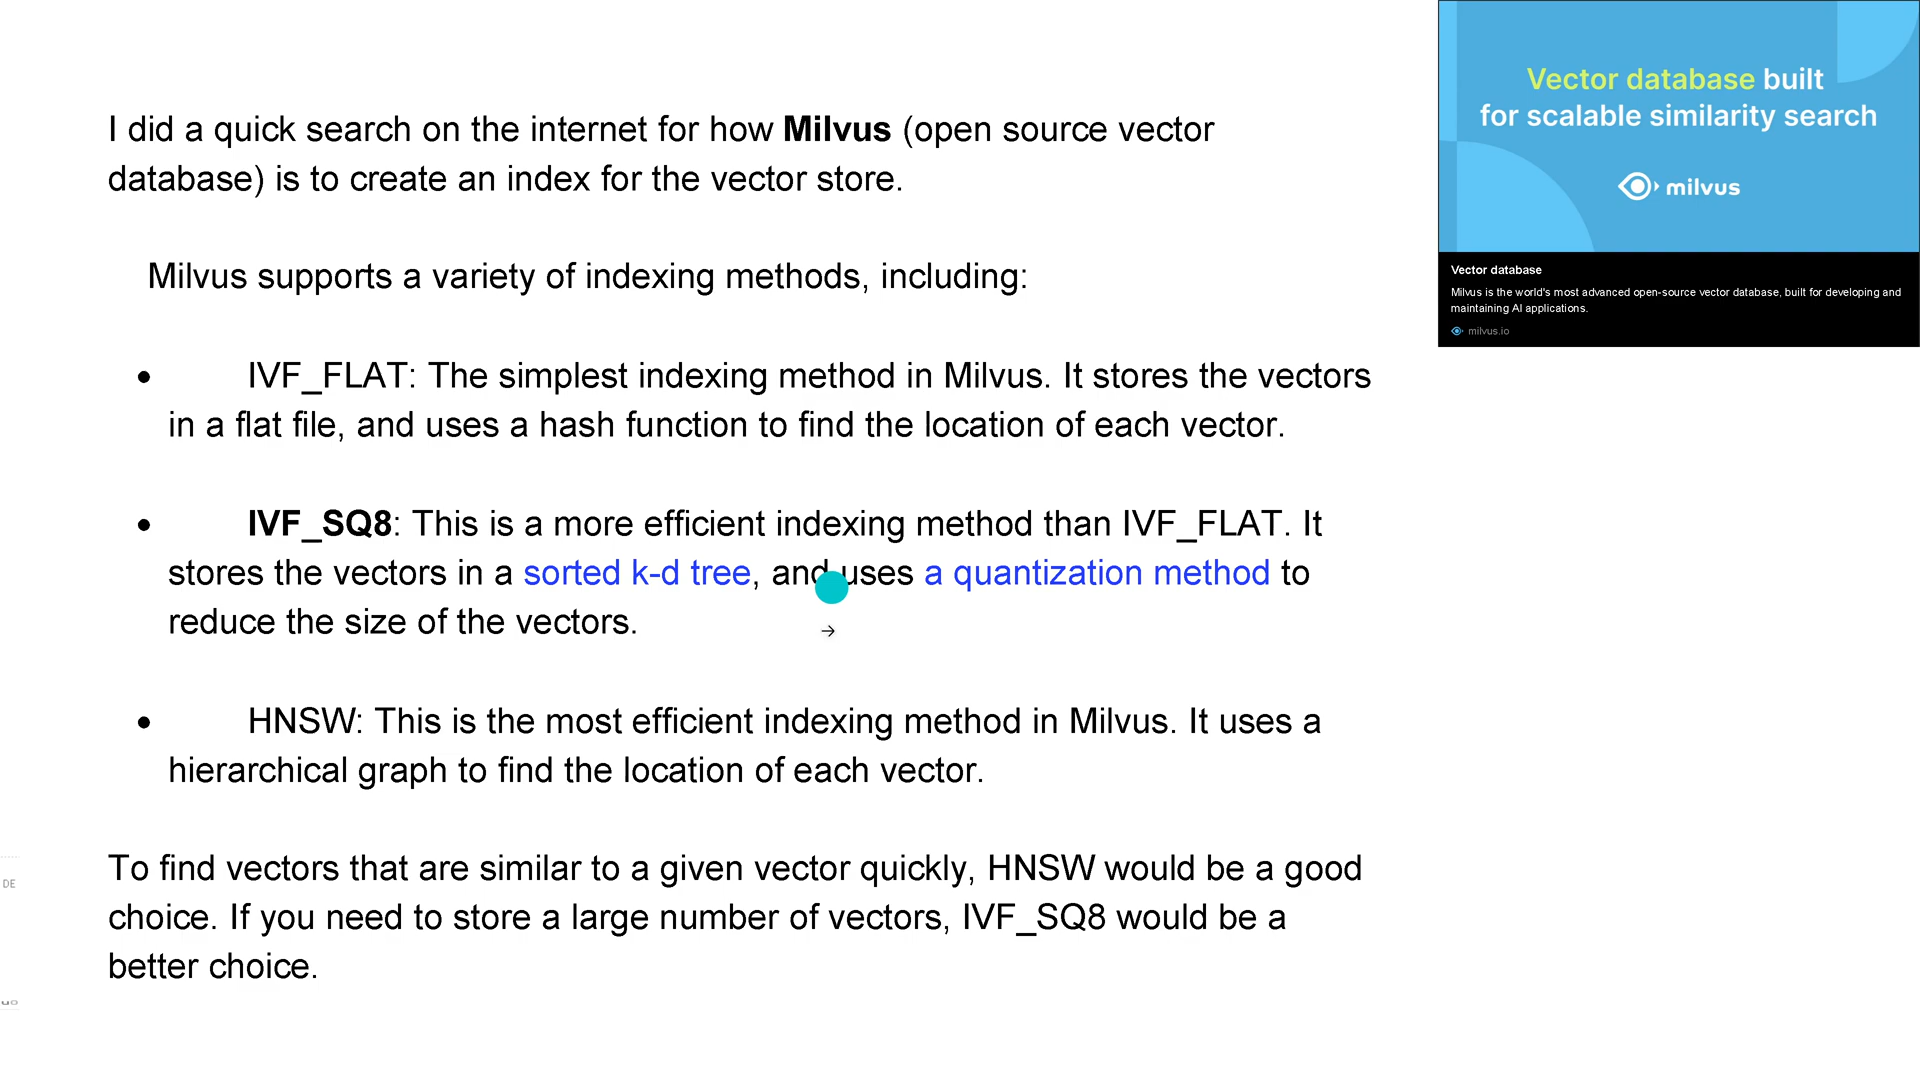 I did a quick search on the internet for how Milvus (open source vector
database) is to create an index for the vector store.
Milvus supports a variety of indexing methods, including:
• IVF_FLAT: The simplest indexing method in Milvus. It stores the vectors
in a flat file, and uses a hash function to find the location of each vector.
• IVF_SQ8: This is a more efficient indexing method than IVF_FLAT. It
stores the vectors in a sorted k-d tree, and uses a quantization method to
reduce the size of the vectors.
• HNSW: This is the most efficient indexing method in Milvus. It uses a
hierarchical graph to find the location of each vector.
To find vectors that are similar to a given vector quickly, HNSW would be a good
choice. If you need to store a large number of vectors, IVF_SQ8 would be a
better choice.
Vector database built
for scalable similarity search
milvus
Vector database
Milvus is the world's most advanced open-source vector database, built for developing and
maintaining AI applications.
milvus.io
DE